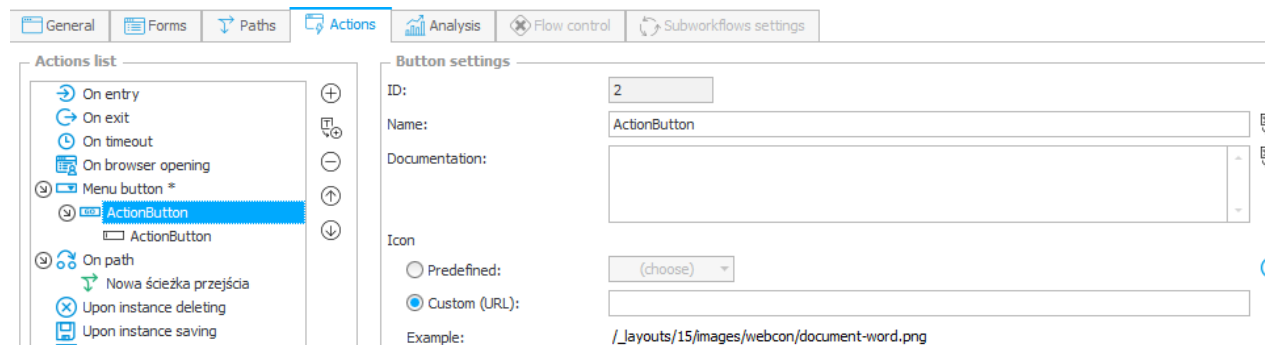 General Forms Paths Actions Analysis Flow control Subworkflows settings
Actions list
On entry
On exit
On timeout
On browser opening
Menu button *
GO ActionButton
ActionButton
On path
Nowa ścieżka przejścia
Upon instance deleting
Upon instance saving
Button settings
ID: 2
Name: ActionButton
Documentation:
Icon
Predefined: (choose)
Custom (URL):
Example: /_layouts/15/images/webcon/document-word.png